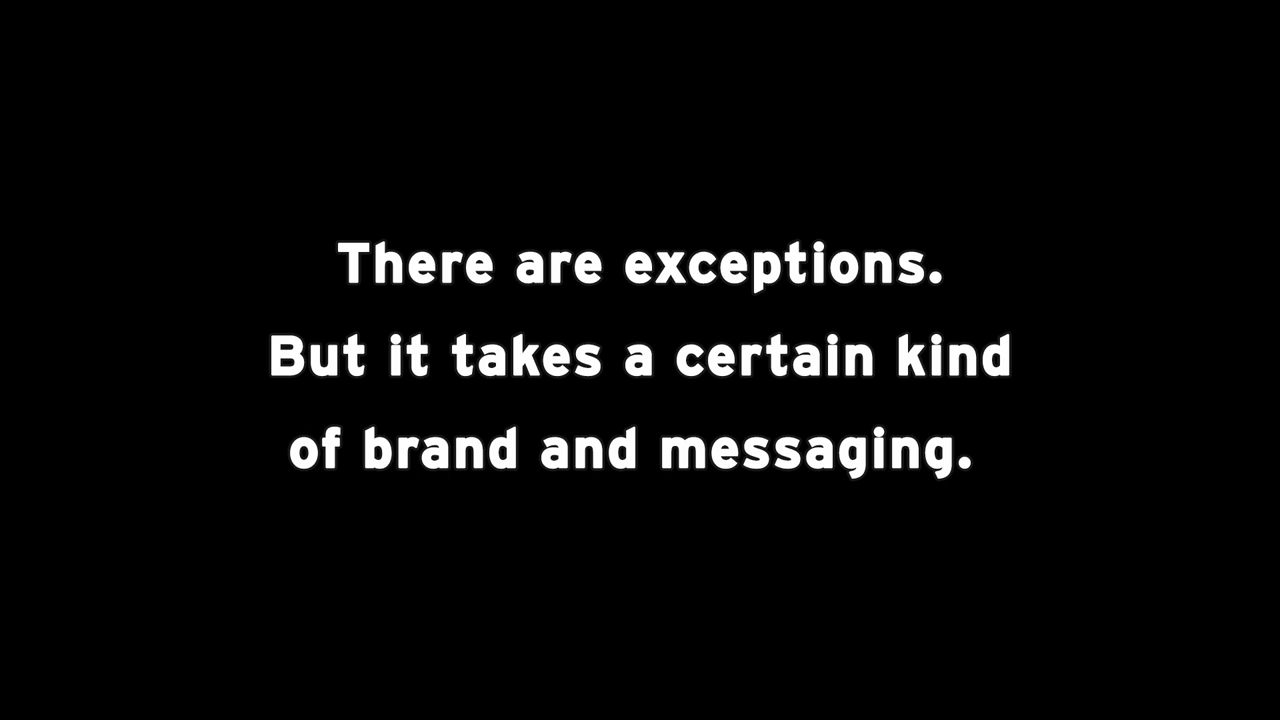 There are exceptions.
But it takes a certain kind
of brand and messaging.